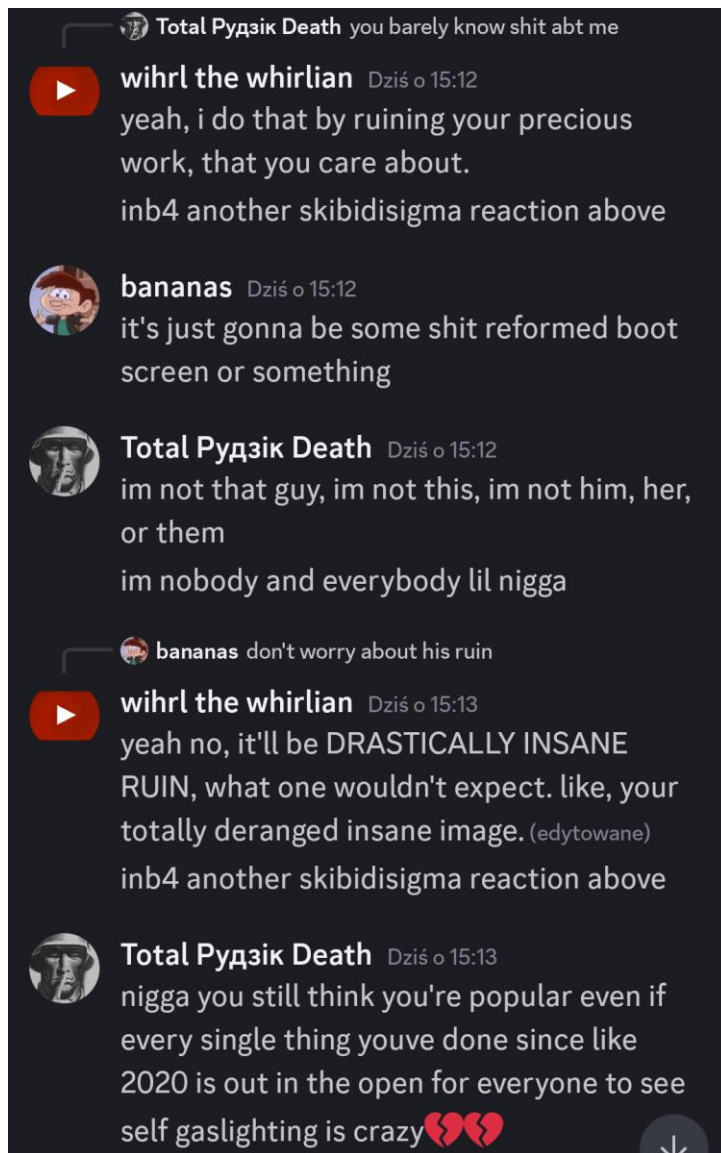 Total Рудзік Death you barely know shit abt me
wihrl the whirlian Dziś o 15:12
yeah, i do that by ruining your precious
work, that you care about.
inb4 another skibidisigma reaction above
bananas Dziś o 15:12
it's just gonna be some shit reformed boot
screen or something
Total Рудзік Death Dziś o 15:12
im not that guy, im not this, im not him, her,
or them
im nobody and everybody lil nigga
bananas don't worry about his ruin
wihrl the whirlian Dziś o 15:13
yeah no, it'll be DRASTICALLY INSANE
RUIN, what one wouldn't expect. like, your
totally deranged insane image. (edytowane)
inb4 another skibidisigma reaction above
Total Рудзік Death Dziś o 15:13
nigga you still think you're popular even if
every single thing youve done since like
2020 is out in the open for everyone to see
self gaslighting is crazy💔💔